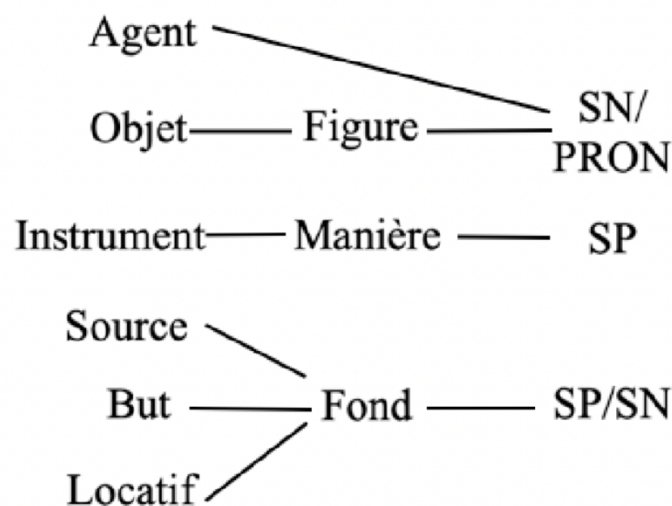 Agent
Objet Figure SN/
PRON
Instrument Manière SP
Source
But Fond SP/SN
Locatif